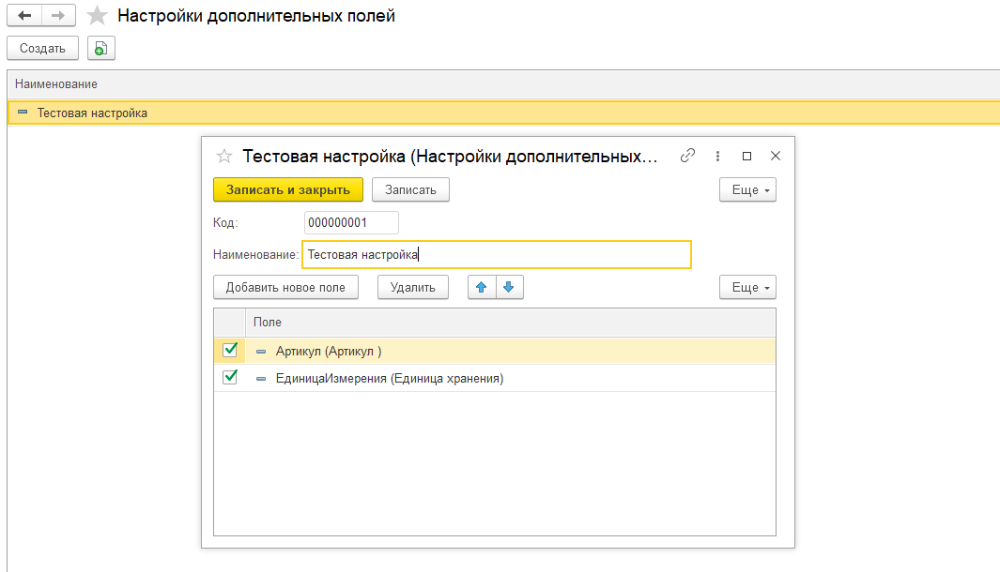 Настройки дополнительных полей
Создать
Наименование
Тестовая настройка
Тестовая настройка (Настройки дополнительных...
Записать и закрыть Записать Еще
Код: 000000001
Наименование: Тестовая настройка
Добавить новое поле Удалить Еще
Поле
Артикул (Артикул )
ЕдиницаИзмерения (Единица хранения)